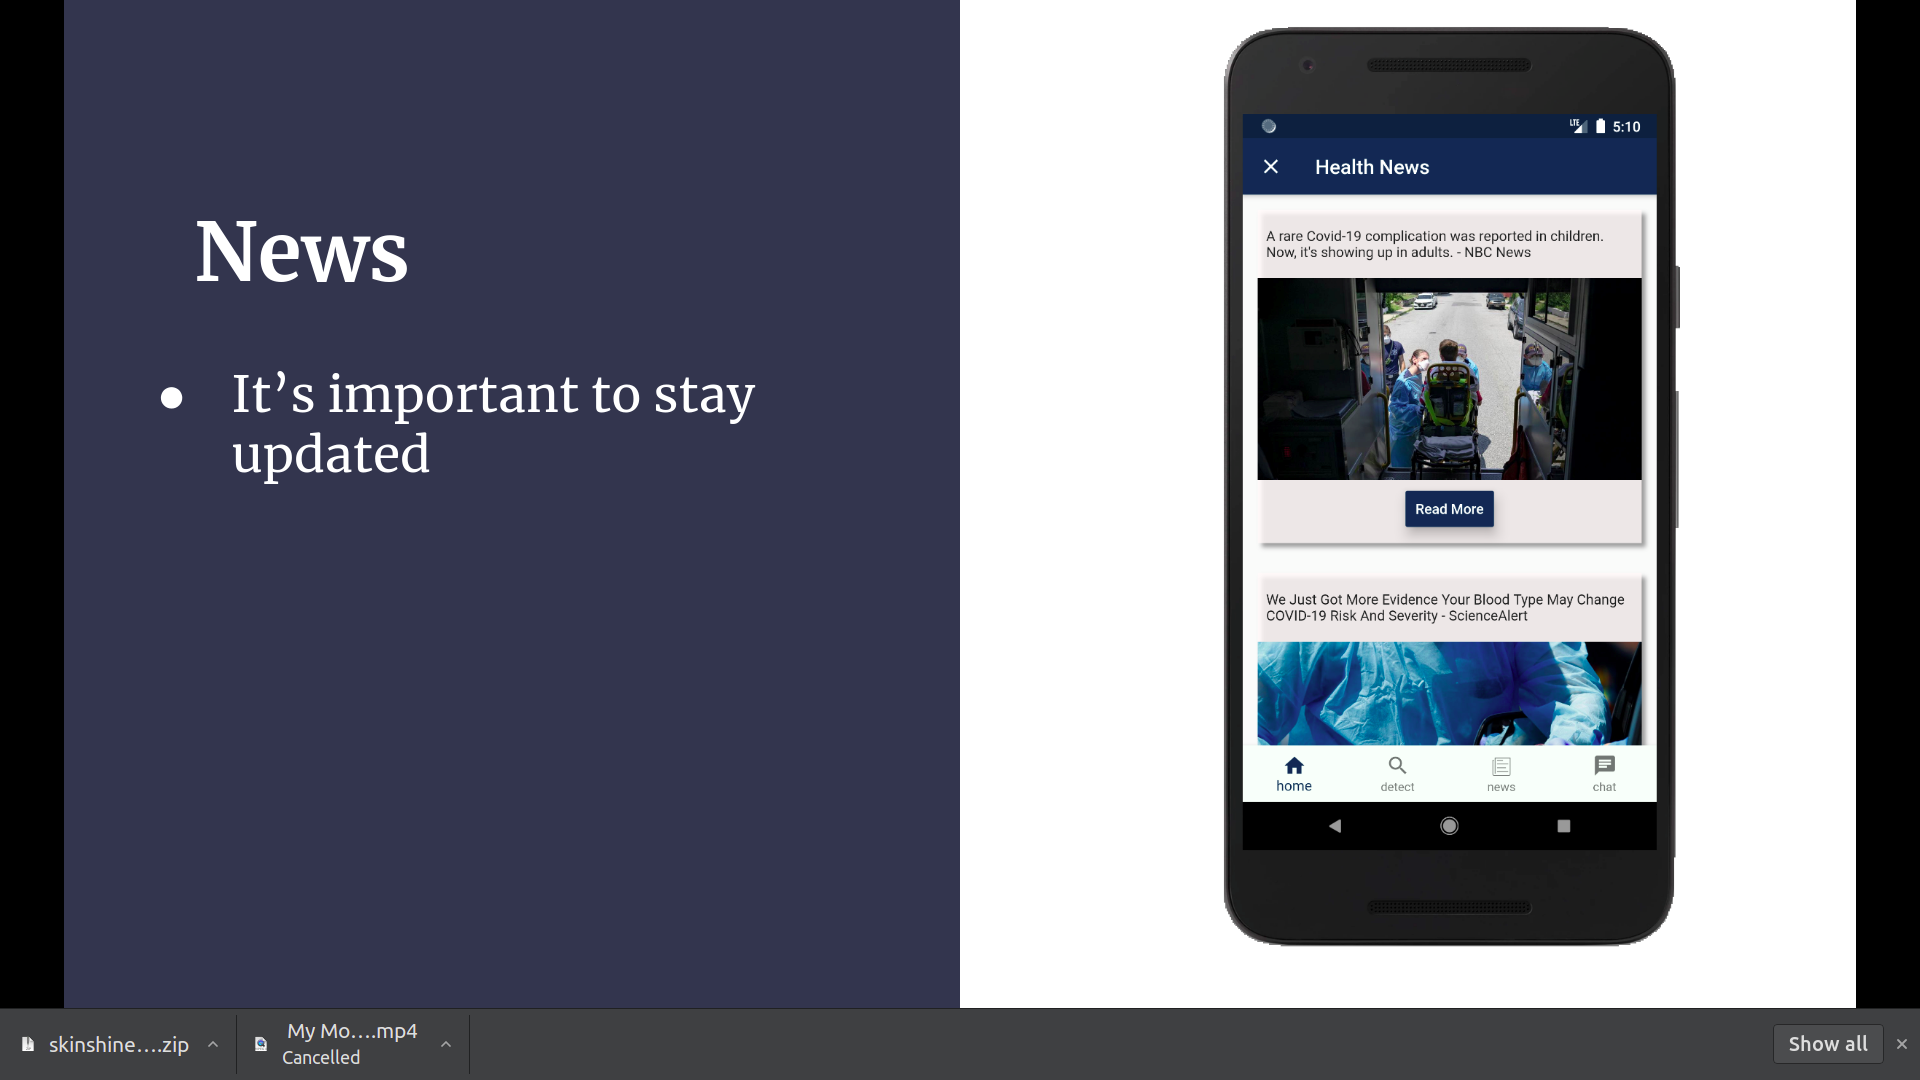 News
● It’s important to stay
updated
LTE 5:10
Health News
A rare Covid-19 complication was reported in children.
Now, it's showing up in adults. - NBC News
Read More
We Just Got More Evidence Your Blood Type May Change
COVID-19 Risk And Severity - ScienceAlert
home detect news chat
skinshine....zip
My Mo....mp4
Cancelled
Show all